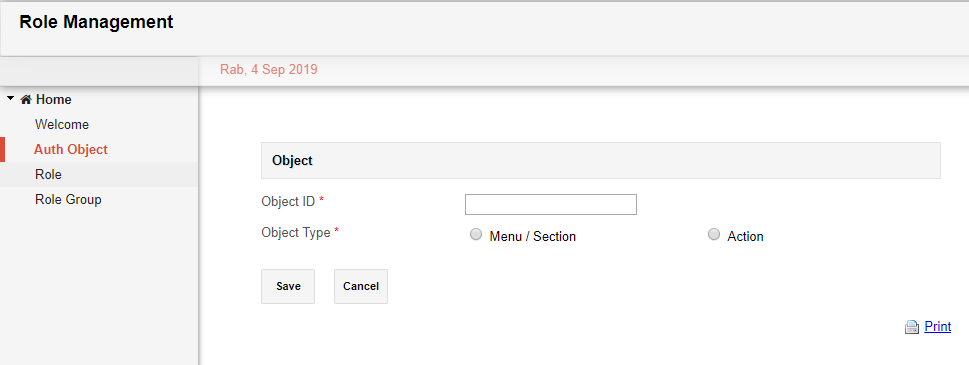 Role Management
Rab, 4 Sep 2019
Home
Welcome
Auth Object
Role
Role Group
Object
Object ID *
Object Type *
Menu / Section
Action
Save
Cancel
Print